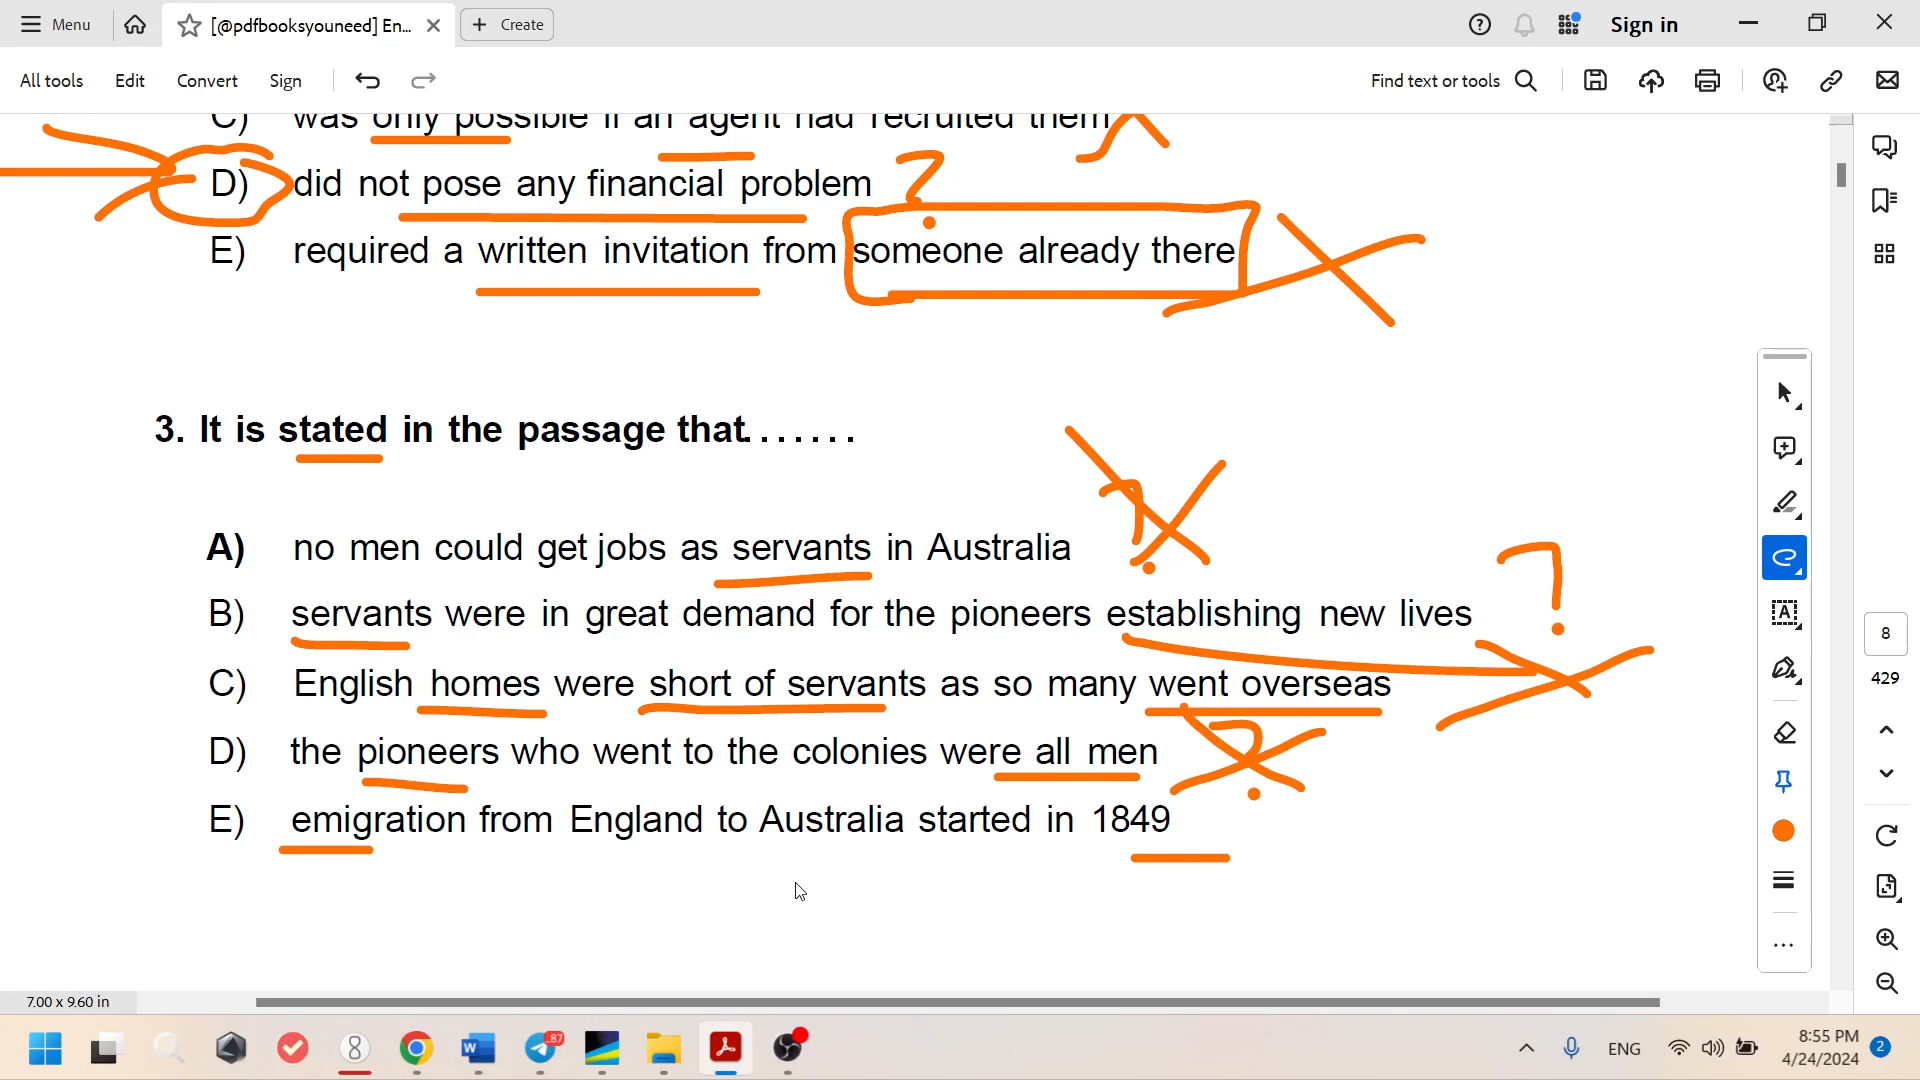 Menu
[@pdfbooksyouneed] En...
Create
Sign in
All tools
Edit
Convert
Sign
Find text or tools
C) was only possible if an agent had recruited them
D) did not pose any financial problem
E) required a written invitation from someone already there
3. It is stated in the passage that.......
A) no men could get jobs as servants in Australia
B) servants were in great demand for the pioneers establishing new lives
C) English homes were short of servants as so many went overseas
D) the pioneers who went to the colonies were all men
E) emigration from England to Australia started in 1849
8
429
7.00 x 9.60 in
87
ENG
8:55 PM
4/24/2024
2